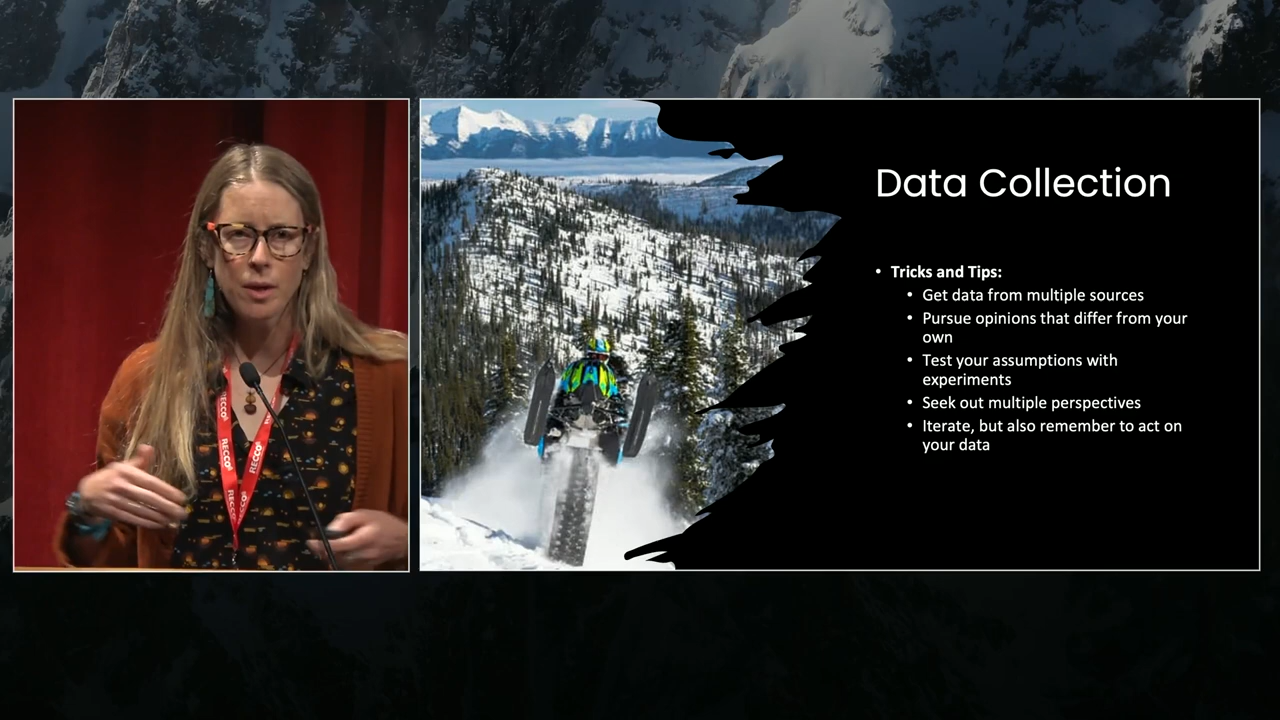 Data Collection
• Tricks and Tips:
• Get data from multiple sources
• Pursue opinions that differ from your
own
• Test your assumptions with
experiments
• Seek out multiple perspectives
• Iterate, but also remember to act on
your data
RECCO
RECCO
RECCO